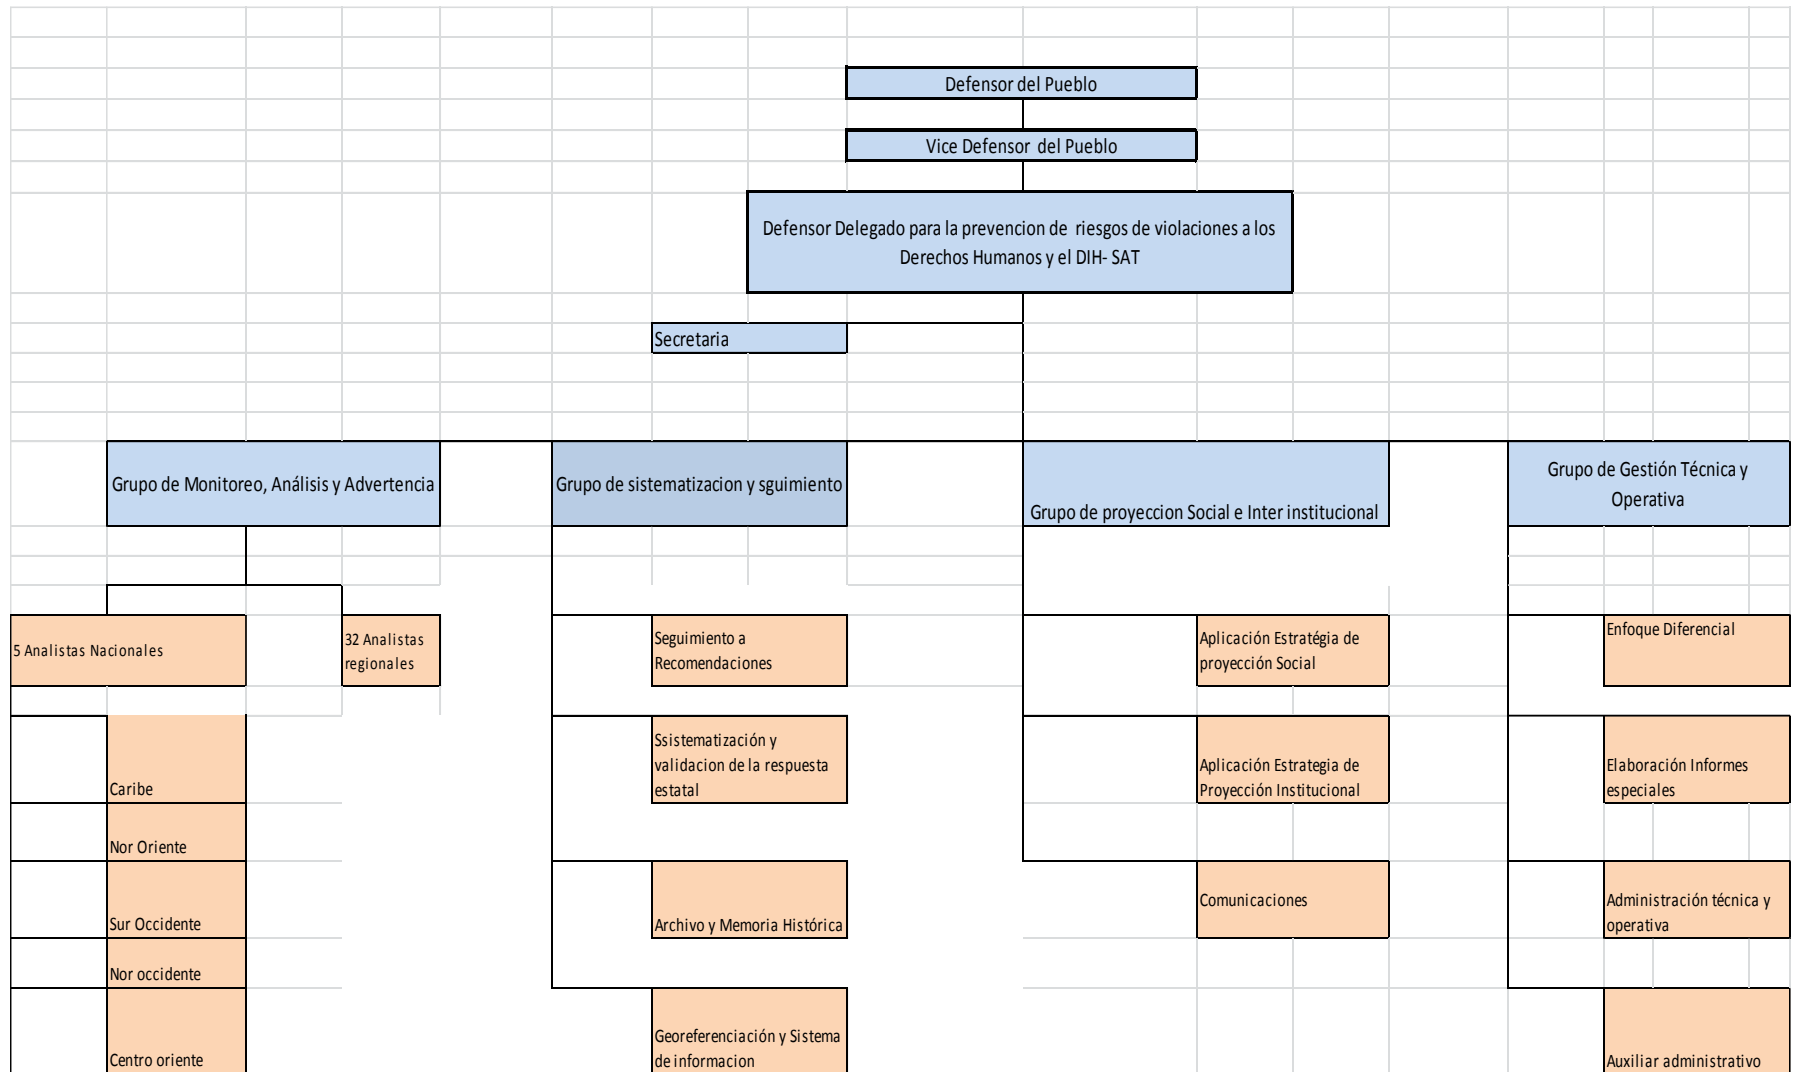 Defensor del Pueblo
Vice Defensor del Pueblo
Defensor Delegado para la prevencion de riesgos de violaciones a los
Derechos Humanos y el DIH- SAT
Secretaria
Grupo de Monitoreo, Análisis y Advertencia
Grupo de sistematizacion y sguimiento
Grupo de proyeccion Social e Inter institucional
Grupo de Gestión Técnica y
Operativa
5 Analistas Nacionales
32 Analistas
regionales
Seguimiento a
Recomendaciones
Aplicación Estratégia de
proyección Social
Enfoque Diferencial
Caribe
Ssistematización y
validacion de la respuesta
estatal
Aplicación Estrategia de
Proyección Institucional
Elaboración Informes
especiales
Nor Oriente
Sur Occidente
Archivo y Memoria Histórica
Comunicaciones
Administración técnica y
operativa
Nor occidente
Centro oriente
Georeferenciación y Sistema
de informacion
Auxiliar administrativo